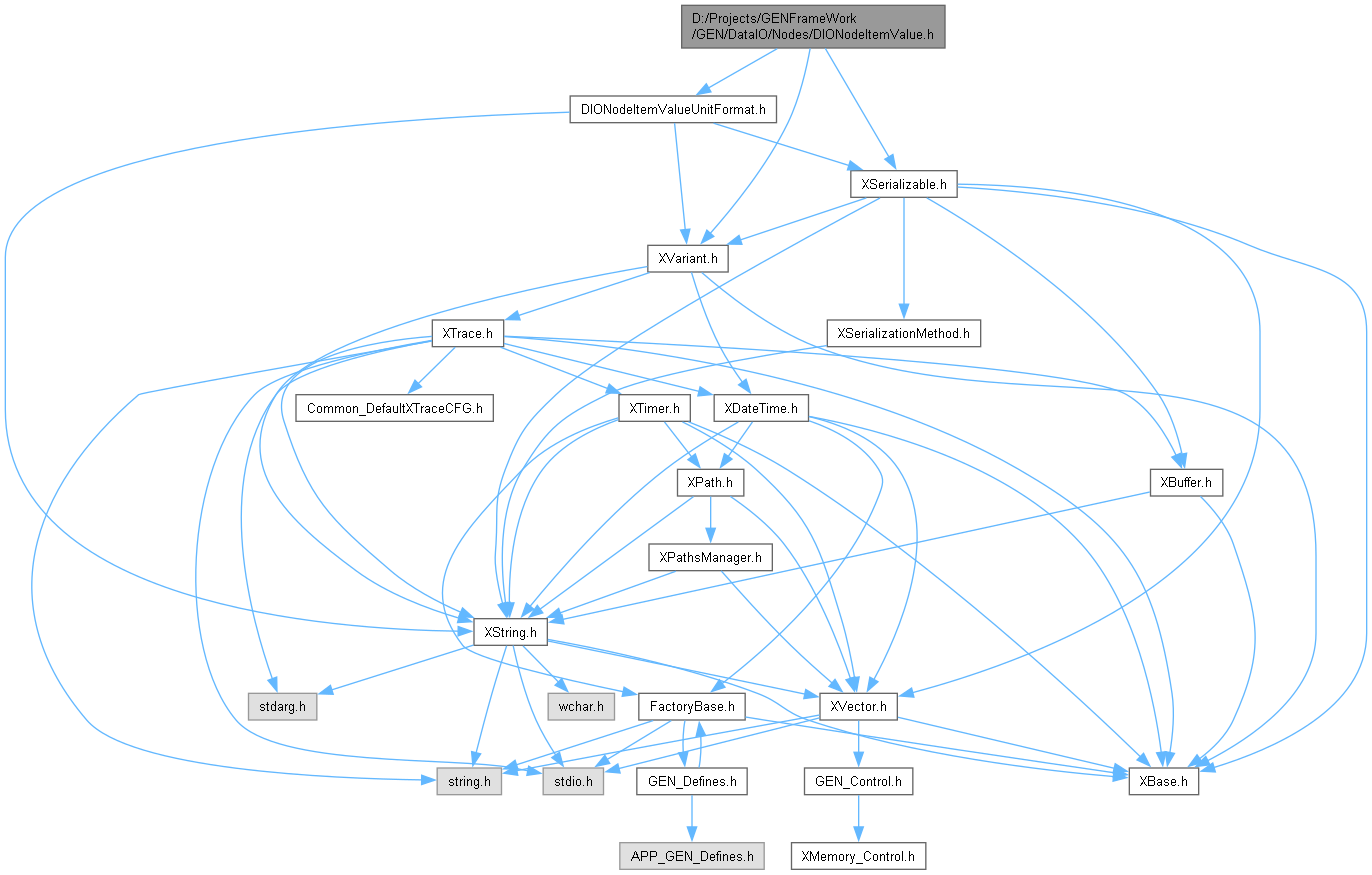 D:/Projects/GENFrameWork
/GEN/DataIO/Nodes/DIONodeItemValue.h
DIONodeItemValueUnitFormat.h
XSerializable.h
XVariant.h
XTrace.h
XSerializationMethod.h
Common_DefaultXTraceCFG.h
XTimer.h
XDateTime.h
XPath.h
XBuffer.h
XPathsManager.h
XString.h
stdarg.h
wchar.h
FactoryBase.h
XVector.h
string.h
stdio.h
GEN_Defines.h
GEN_Control.h
XBase.h
APP_GEN_Defines.h
XMemory_Control.h